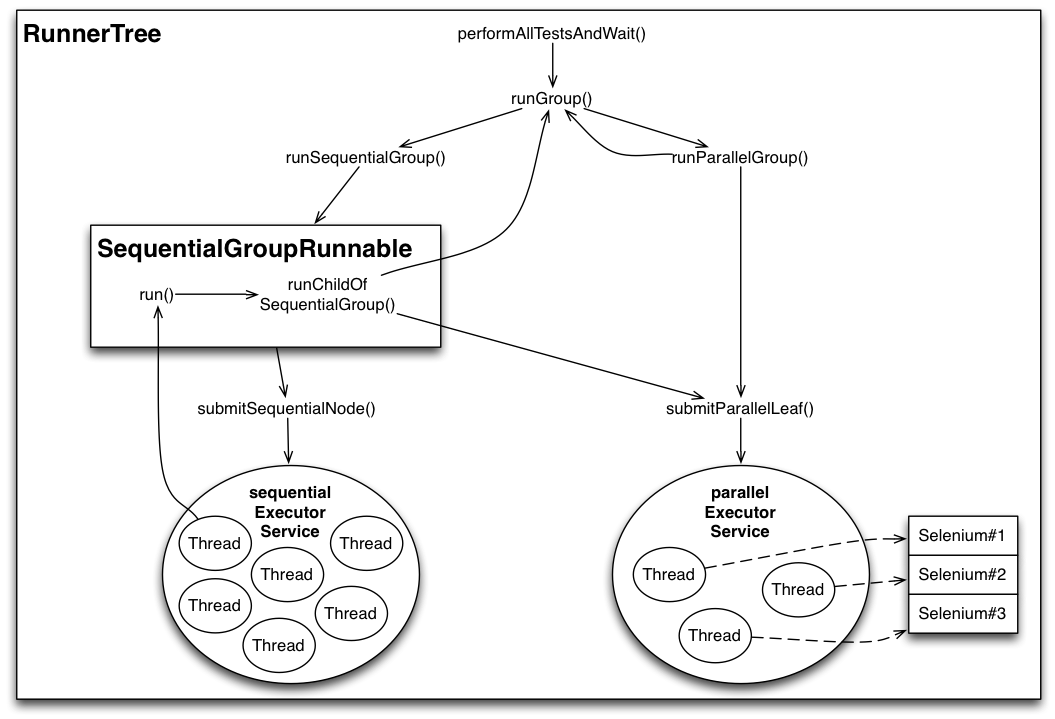 RunnerTree
performAllTestsAndWait()
runGroup()
runSequentialGroup()
runParallelGroup()
SequentialGroupRunnable
run()
runChildOf
SequentialGroup()
submitSequentialNode()
submitParallelLeaf()
sequential
Executor
Service
Thread
Thread
Thread
Thread
Thread
Thread
parallel
Executor
Service
Thread
Thread
Thread
Selenium#1
Selenium#2
Selenium#3